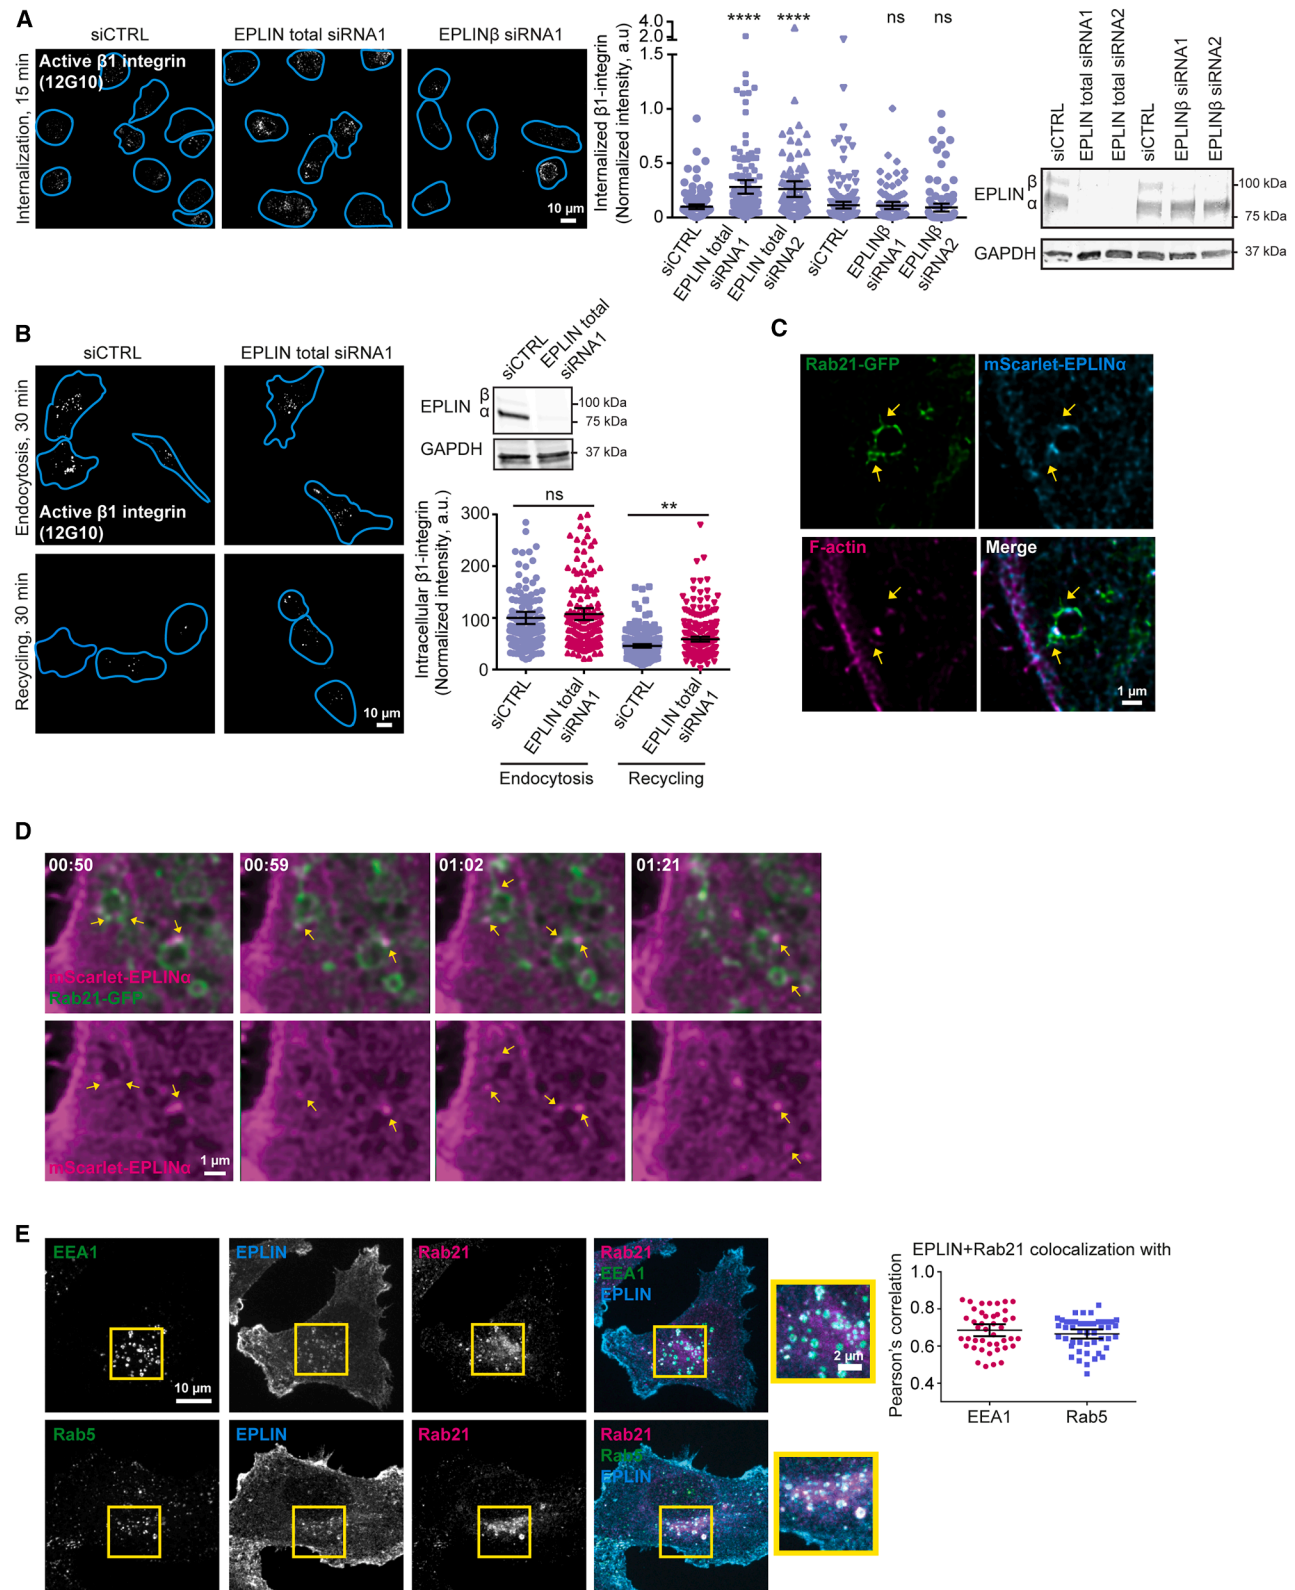 A
siCTRL
EPLIN total siRNA1
EPLINβ siRNA1
Internalization, 15 min
Active β1 integrin
(12G10)
10 µm
Internalized β1-integrin
(Normalized intensity, a.u)
4.0
2.0
1.5
1.0
0.5
0
****
****
ns
ns
siCTRL
EPLIN total
siRNA1
EPLIN total
siRNA2
siCTRL
EPLINβ
siRNA1
EPLINβ
siRNA2
siCTRL
EPLIN total siRNA1
EPLIN total siRNA2
siCTRL
EPLINβ siRNA1
EPLINβ siRNA2
EPLIN
β
α
100 kDa
75 kDa
GAPDH
37 kDa
B
siCTRL
EPLIN total siRNA1
Endocytosis, 30 min
Active β1 integrin
(12G10)
Recycling, 30 min
10 µm
siCTRL
EPLIN total
siRNA1
EPLIN
β
α
100 kDa
75 kDa
GAPDH
37 kDa
Intracellular β1-integrin
(Normalized intensity, a.u.)
300
200
100
0
ns
**
siCTRL
EPLIN total
siRNA1
siCTRL
EPLIN total
siRNA1
Endocytosis
Recycling
C
Rab21-GFP
mScarlet-EPLINα
F-actin
Merge
1 µm
D
00:50
00:59
01:02
01:21
mScarlet-EPLINα
Rab21-GFP
mScarlet-EPLINα
1 µm
E
EEA1
EPLIN
Rab21
Rab21
EEA1
EPLIN
10 µm
2 µm
Rab5
EPLIN
Rab21
Rab21
Rab5
EPLIN
EPLIN+Rab21 colocalization with
Pearson's correlation
1.0
0.8
0.6
0.4
EEA1
Rab5